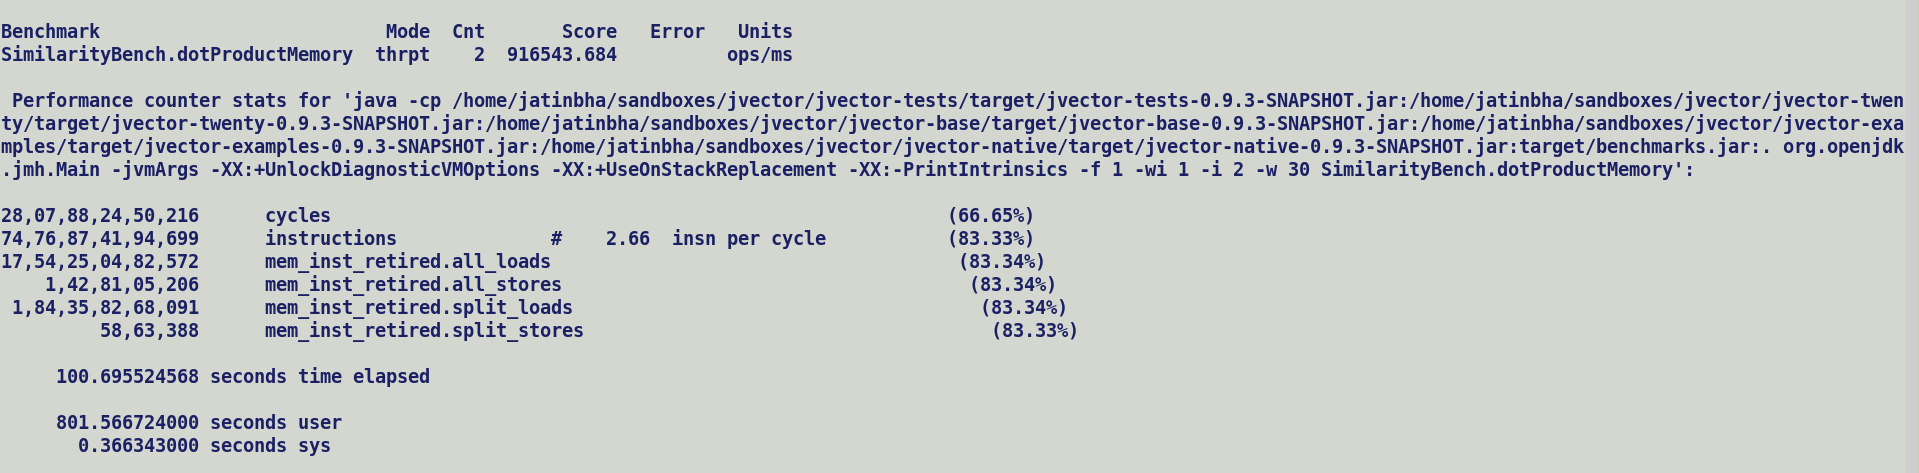 Benchmark                          Mode  Cnt       Score   Error   Units
SimilarityBench.dotProductMemory  thrpt    2  916543.684          ops/ms
 Performance counter stats for 'java -cp /home/jatinbha/sandboxes/jvector/jvector-tests/target/jvector-tests-0.9.3-SNAPSHOT.jar:/home/jatinbha/sandboxes/jvector/jvector-twen
ty/target/jvector-twenty-0.9.3-SNAPSHOT.jar:/home/jatinbha/sandboxes/jvector/jvector-base/target/jvector-base-0.9.3-SNAPSHOT.jar:/home/jatinbha/sandboxes/jvector/jvector-exa
mples/target/jvector-examples-0.9.3-SNAPSHOT.jar:/home/jatinbha/sandboxes/jvector/jvector-native/target/jvector-native-0.9.3-SNAPSHOT.jar:target/benchmarks.jar:. org.openjdk
.jmh.Main -jvmArgs -XX:+UnlockDiagnosticVMOptions -XX:+UseOnStackReplacement -XX:-PrintIntrinsics -f 1 -wi 1 -i 2 -w 30 SimilarityBench.dotProductMemory':
28,07,88,24,50,216      cycles                                                        (66.65%)
74,76,87,41,94,699      instructions              #    2.66  insn per cycle           (83.33%)
17,54,25,04,82,572      mem_inst_retired.all_loads                                     (83.34%)
    1,42,81,05,206      mem_inst_retired.all_stores                                     (83.34%)
 1,84,35,82,68,091      mem_inst_retired.split_loads                                     (83.34%)
         58,63,388      mem_inst_retired.split_stores                                     (83.33%)
     100.695524568 seconds time elapsed
     801.566724000 seconds user
       0.366343000 seconds sys